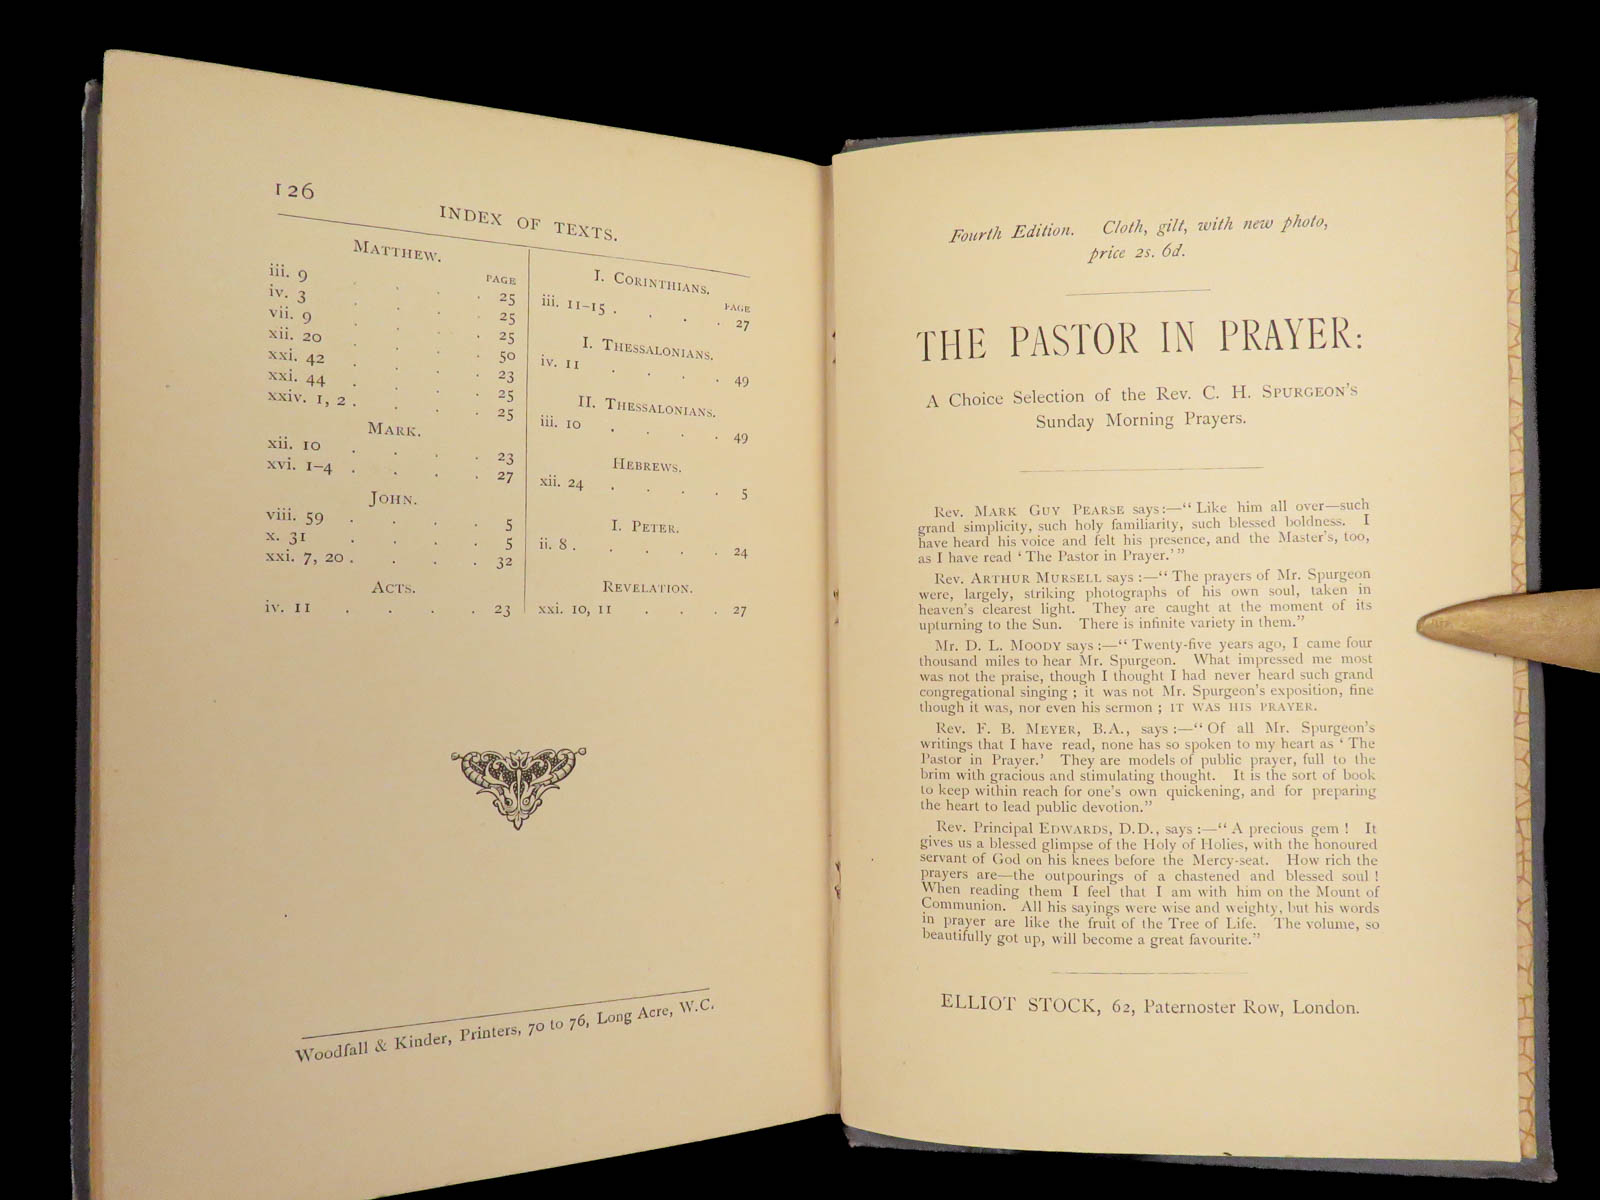 126
INDEX OF TEXTS.
MATTHEW.
PAGE
iii. 9 . . . . 25
iv. 3 . . . . 25
vii. 9 . . . . 25
xii. 20 . . . . 50
xxi. 42 . . . . 23
xxi. 44 . . . . 25
xxiv. 1, 2 . . . . 25
MARK.
xii. 10 . . . . 23
xvi. 1-4 . . . . 27
JOHN.
viii. 59 . . . . 5
x. 31 . . . . 5
xxi. 7, 20 . . . . 32
ACTS.
iv. 11 . . . . 23
I. CORINTHIANS.
PAGE
iii. 11-15 . . . . 27
I. THESSALONIANS.
iv. 11 . . . . 49
II. THESSALONIANS.
iii. 10 . . . . 49
HEBREWS.
xii. 24 . . . . 5
I. PETER.
ii. 8 . . . . . 24
REVELATION.
xxi. 10, 11 . . . 27
Woodfall & Kinder, Printers, 70 to 76, Long Acre, W.C.
Fourth Edition. Cloth, gilt, with new photo,
price 2s. 6d.
THE PASTOR IN PRAYER:
A Choice Selection of the Rev. C. H. SPURGEON'S
Sunday Morning Prayers.
Rev. MARK GUY PEARSE says:—“Like him all over—such
grand simplicity, such holy familiarity, such blessed boldness. I
have heard his voice and felt his presence, and the Master's, too,
as I have read ‘The Pastor in Prayer.’”
Rev. ARTHUR MURSELL says:—“The prayers of Mr. Spurgeon
were, largely, striking photographs of his own soul, taken in
heaven's clearest light. They are caught at the moment of its
upturning to the Sun. There is infinite variety in them.”
Mr. D. L. MOODY says:—“Twenty-five years ago, I came four
thousand miles to hear Mr. Spurgeon. What impressed me most
was not the praise, though I thought I had never heard such grand
congregational singing; it was not Mr. Spurgeon's exposition, fine
though it was, nor even his sermon; IT WAS HIS PRAYER.
Rev. F. B. MEYER, B.A., says:—“Of all Mr. Spurgeon's
writings that I have read, none has so spoken to my heart as ‘The
Pastor in Prayer.’ They are models of public prayer, full to the
brim with gracious and stimulating thought. It is the sort of book
to keep within reach for one's own quickening, and for preparing
the heart to lead public devotion.”
Rev. Principal EDWARDS, D.D., says:—“A precious gem! It
gives us a blessed glimpse of the Holy of Holies, with the honoured
servant of God on his knees before the Mercy-seat. How rich the
prayers are—the outpourings of a chastened and blessed soul!
When reading them I feel that I am with him on the Mount of
Communion. All his sayings were wise and weighty, but his words
in prayer are like the fruit of the Tree of Life. The volume, so
beautifully got up, will become a great favourite.”
ELLIOT STOCK, 62, Paternoster Row, London.